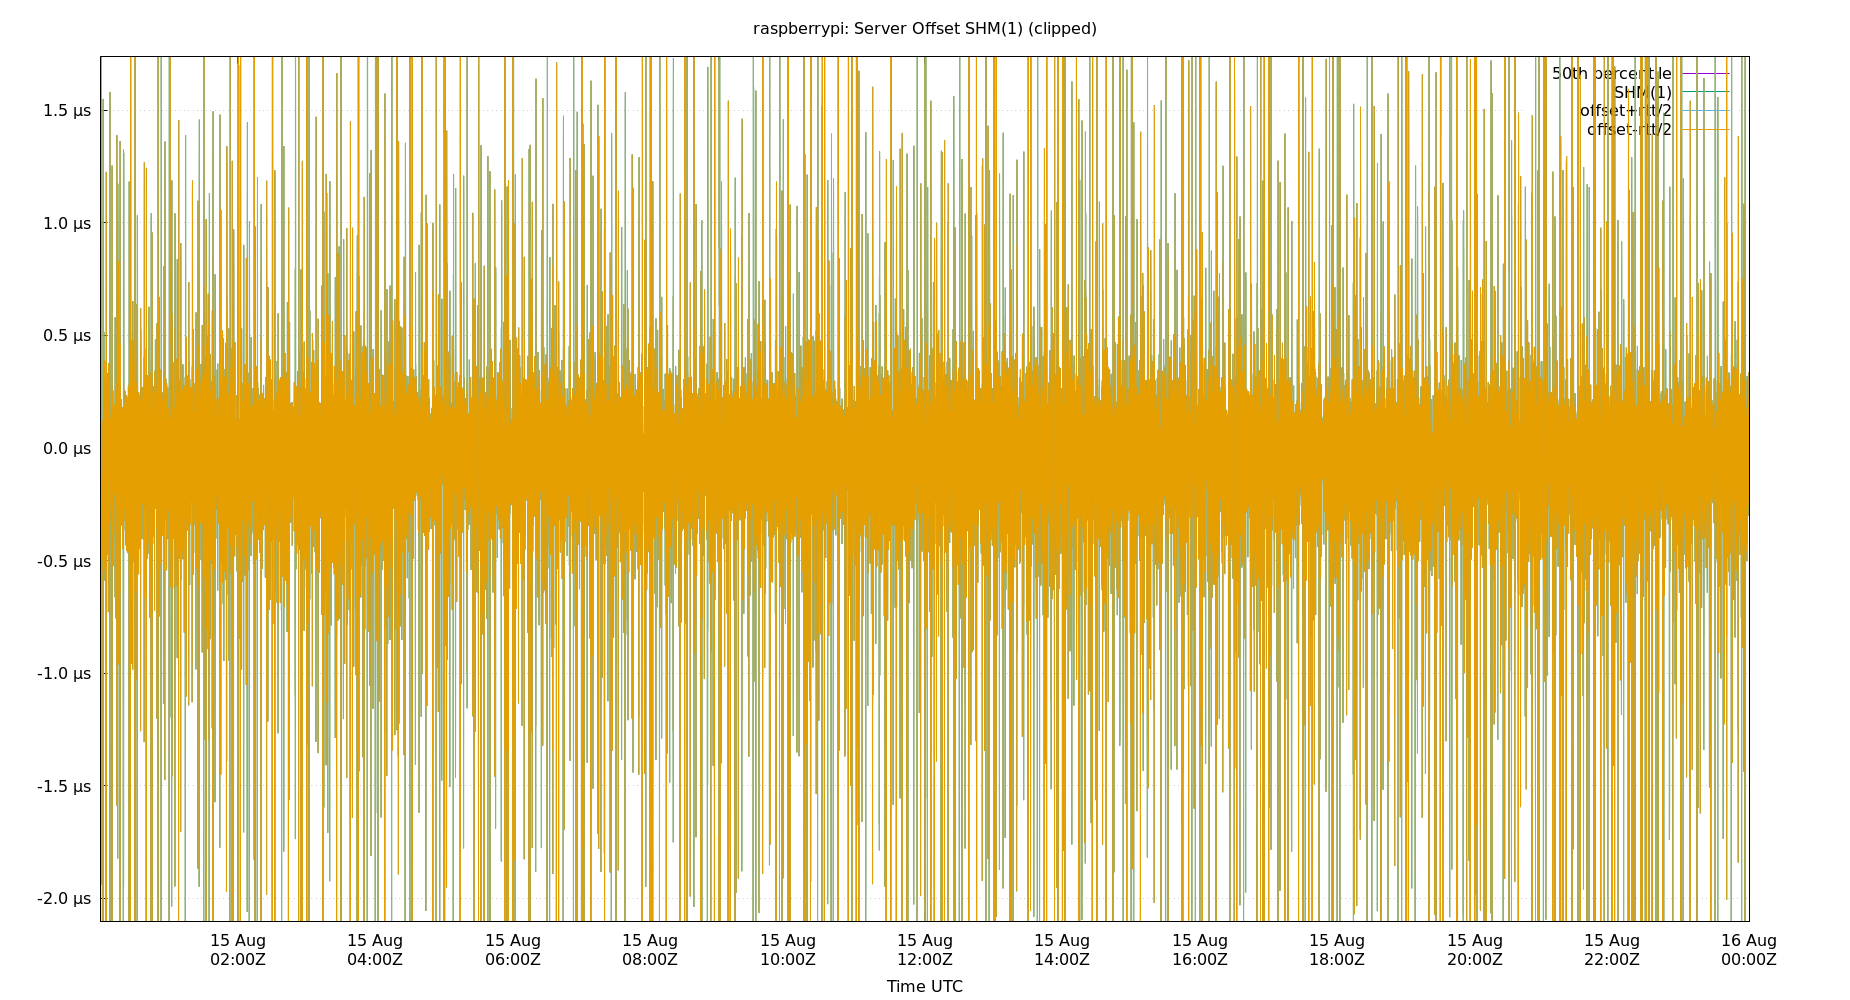 raspberrypi: Server Offset SHM(1) (clipped)
50th percentile
SHM(1)
offset+rtt/2
offset-rtt/2
1.5 µs
1.0 µs
0.5 µs
0.0 µs
-0.5 µs
-1.0 µs
-1.5 µs
-2.0 µs
15 Aug 15 Aug 15 Aug 15 Aug 15 Aug 15 Aug 15 Aug 15 Aug 15 Aug 15 Aug 15 Aug 16 Aug
02:00Z 04:00Z 06:00Z 08:00Z 10:00Z 12:00Z 14:00Z 16:00Z 18:00Z 20:00Z 22:00Z 00:00Z
Time UTC